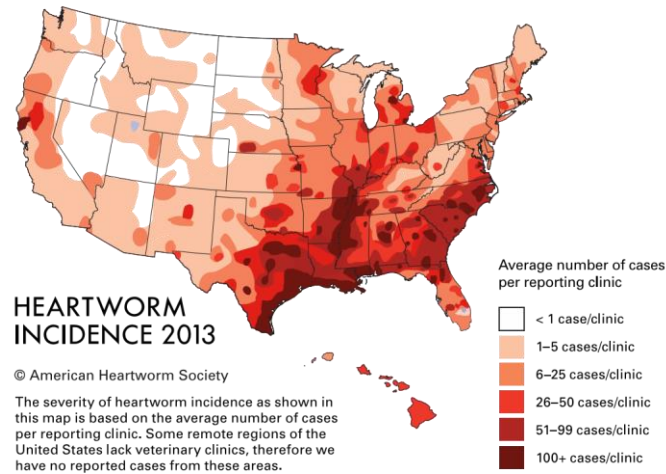 HEARTWORM
INCIDENCE 2013
© American Heartworm Society
The severity of heartworm incidence as shown in
this map is based on the average number of cases
per reporting clinic. Some remote regions of the
United States lack veterinary clinics, therefore we
have no reported cases from these areas.
Average number of cases
per reporting clinic
< 1 case/clinic
1–5 cases/clinic
6–25 cases/clinic
26–50 cases/clinic
51–99 cases/clinic
100+ cases/clinic